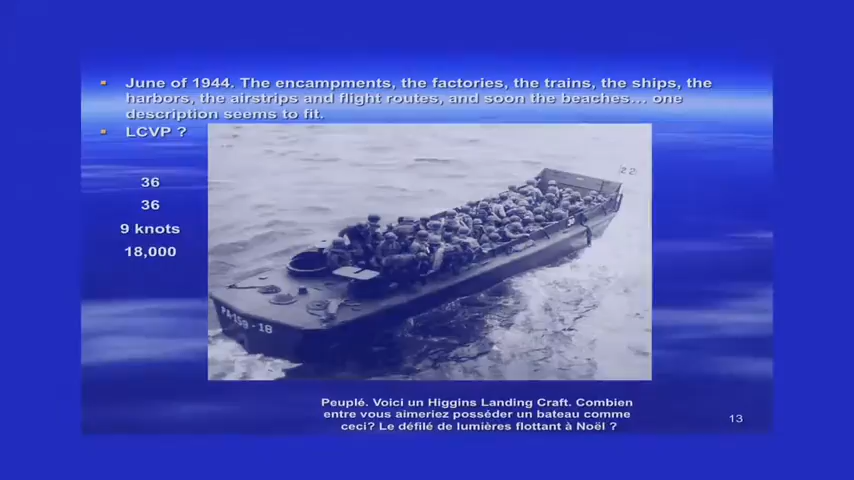 June of 1944. The encampments, the factories, the trains, the ships, the
harbors, the airstrips and flight routes, and soon the beaches... one
description seems to fit.
LCVP ?
36
36
9 knots
18,000
22
PA-159-18
Peuplé. Voici un Higgins Landing Craft. Combien
entre vous aimeriez posséder un bateau comme
ceci? Le défilé de lumières flottant à Noël ?
13